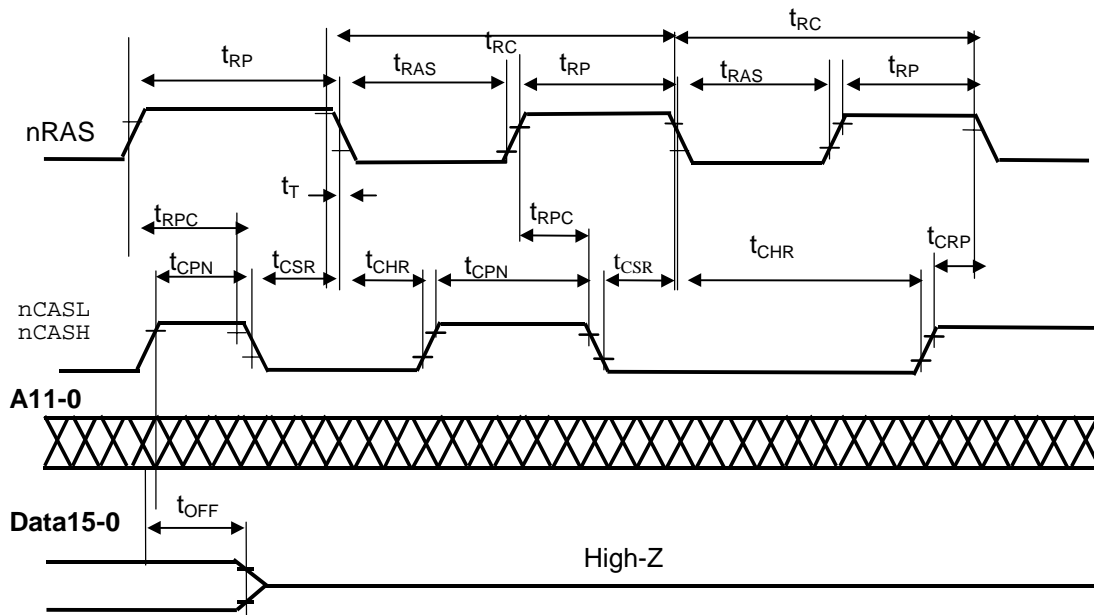 tRC
tRC
tRP
tRAS
tRP
tRAS
tRP
nRAS
tT
tRPC
tRPC
tCRP
tCPN
tCSR
tCHR
tCPN
tCSR
tCHR
nCASL
nCASH
A11-0
Data15-0
tOFF
High-Z